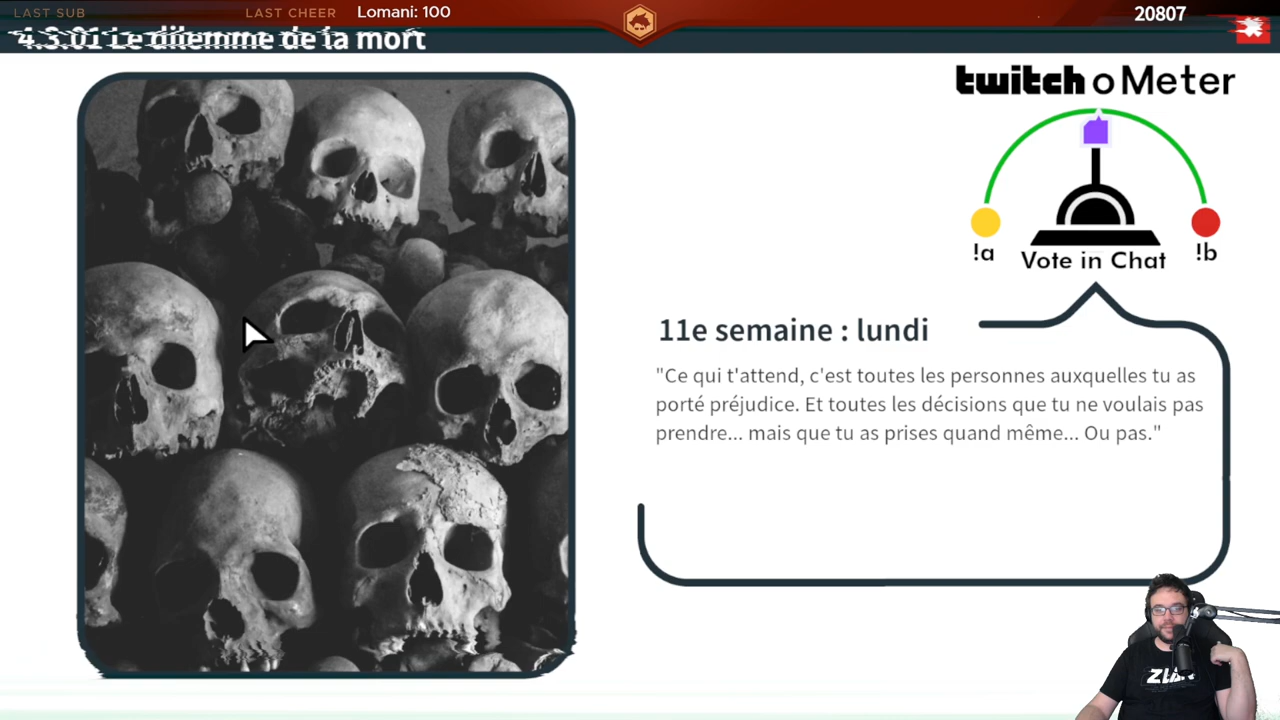 LAST SUB
LAST CHEER Lomani: 100
20807
4.3.01 Le dilemme de la mort
twitch o Meter
!a
Vote in Chat
!b
11e semaine : lundi
"Ce qui t'attend, c'est toutes les personnes auxquelles tu as
porté préjudice. Et toutes les décisions que tu ne voulais pas
prendre... mais que tu as prises quand même... Ou pas."